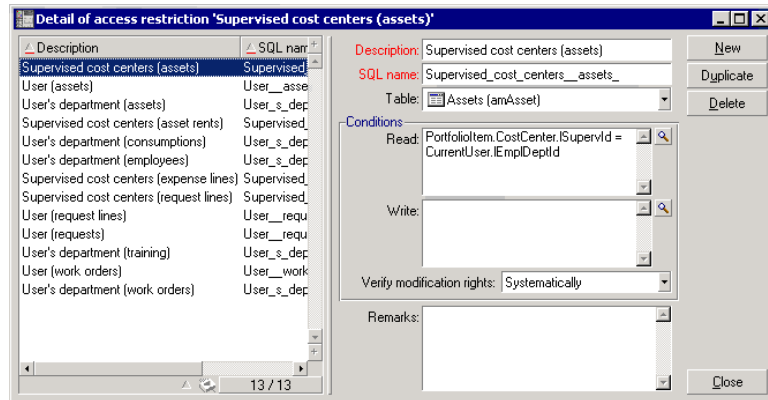 Detail of access restriction 'Supervised cost centers (assets)'
Description SQL nam
Supervised cost centers (assets) Supervised_
User (assets) User__asse
User's department (assets) User_s_dep
Supervised cost centers (asset rents) Supervised_
User's department (consumptions) User_s_dep
User's department (employees) User_s_dep
Supervised cost centers (expense lines) Supervised_
Supervised cost centers (request lines) Supervised_
User (request lines) User__requ
User (requests) User__requ
User's department (training) User_s_dep
User (work orders) User__work
User's department (work orders) User_s_dep
13 / 13
Description: Supervised cost centers (assets)
SQL name: Supervised_cost_centers__assets_
Table: Assets (amAsset)
Conditions
Read: PortfolioItem.CostCenter.lSupervId =
CurrentUser.lEmplDeptId
Write:
Verify modification rights: Systematically
Remarks:
New
Duplicate
Delete
Close